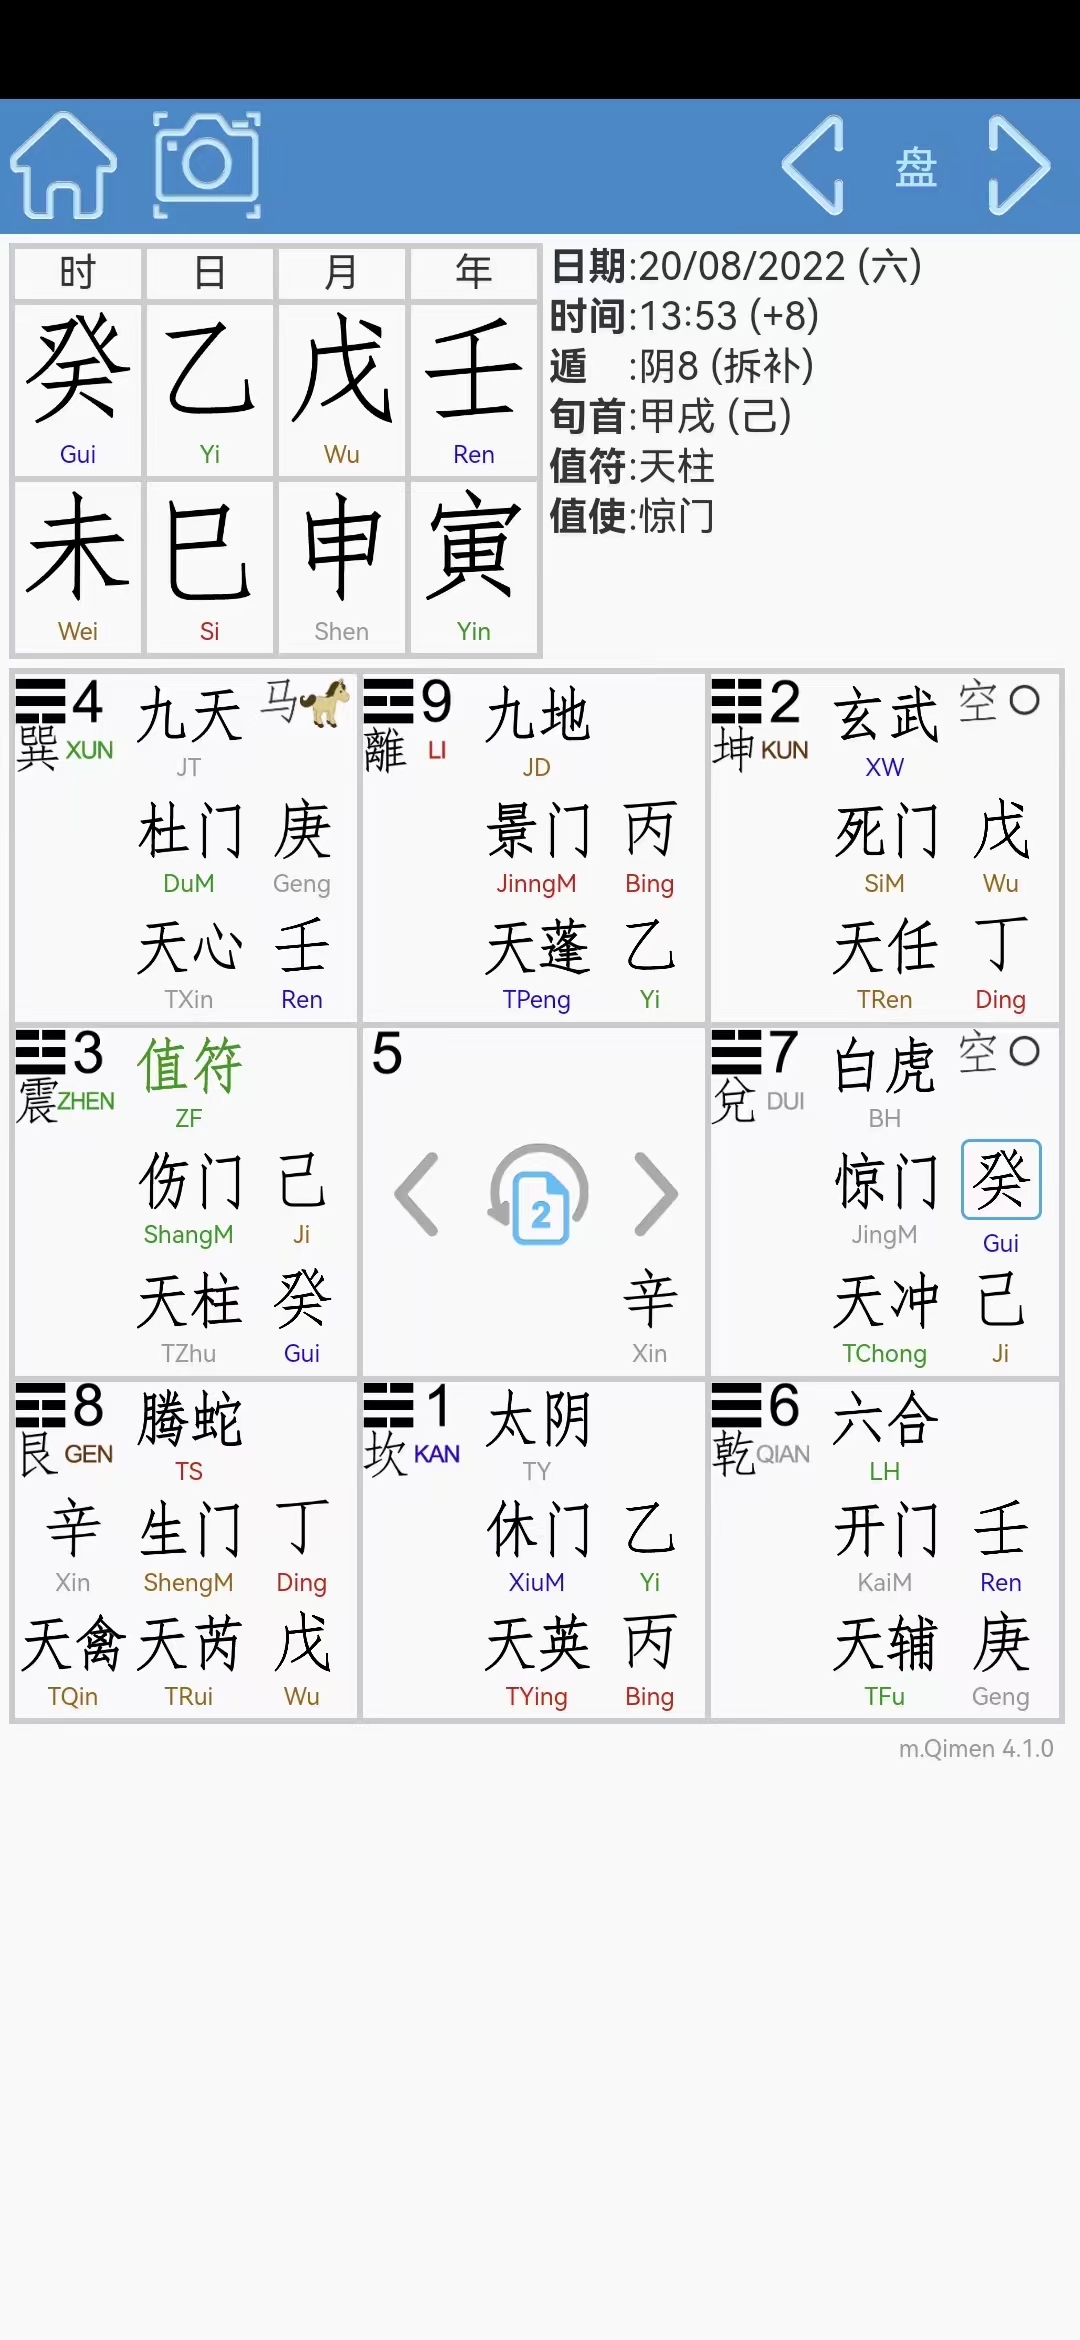 盘
时 日 月 年
癸 乙 戊 壬
Gui Yi Wu Ren
未 巳 申 寅
Wei Si Shen Yin
日期:20/08/2022 (六)
时间:13:53 (+8)
遁 :阴8 (拆补)
旬首:甲戌 (己)
值符:天柱
值使:惊门
4 九天 马
巽 XUN JT
杜门 庚
DuM Geng
天心 壬
TXin Ren
9 九地
離 LI JD
景门 丙
JinngM Bing
天蓬 乙
TPeng Yi
2 玄武 空
坤 KUN XW
死门 戊
SiM Wu
天任 丁
TRen Ding
3 值符
震 ZHEN ZF
伤门 己
ShangM Ji
天柱 癸
TZhu Gui
5
2
辛
Xin
7 白虎 空
兌 DUI BH
惊门 癸
JingM Gui
天冲 己
TChong Ji
8 腾蛇
艮 GEN TS
辛 生门 丁
Xin ShengM Ding
天禽 天芮 戊
TQin TRui Wu
1 太阴
坎 KAN TY
休门 乙
XiuM Yi
天英 丙
TYing Bing
6 六合
乾 QIAN LH
开门 壬
KaiM Ren
天辅 庚
TFu Geng
m.Qimen 4.1.0